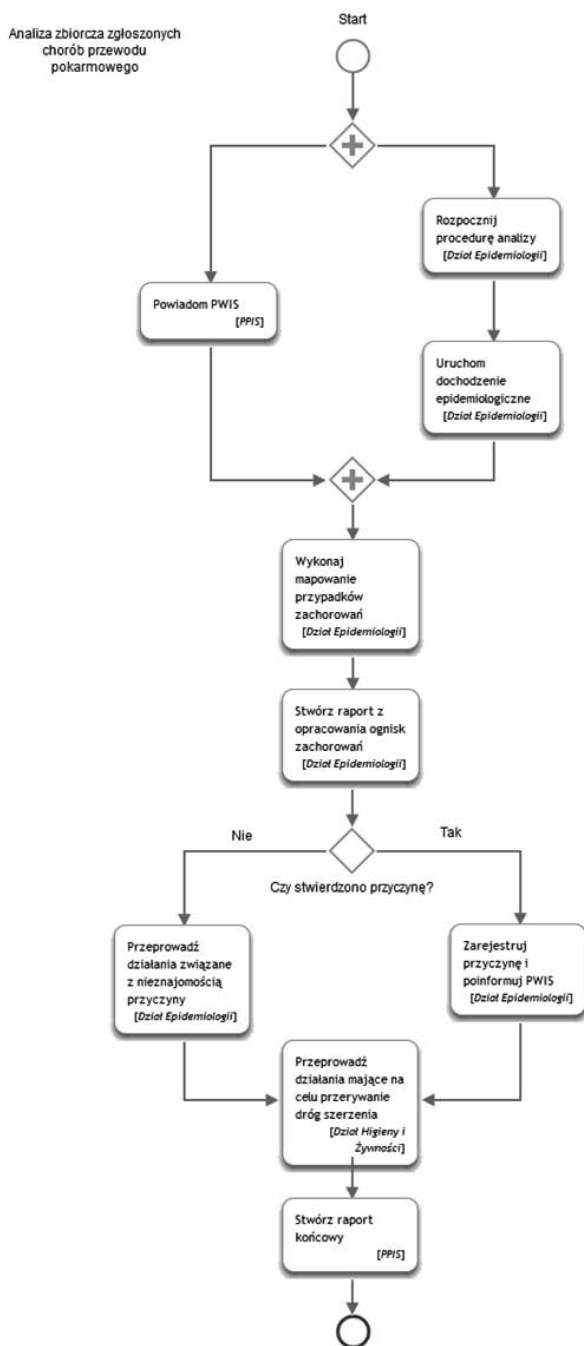 Analiza zbiorcza zgłoszonych
chorób przewodu
pokarmowego
Start
Rozpocznij
procedurę analizy
[Dział Epidemiologii]
Powiadom PWIS
[PPIS]
Uruchom
dochodzenie
epidemiologiczne
[Dział Epidemiologii]
Wykonaj
mapowanie
przypadków
zachorowań
[Dział Epidemiologii]
Stwórz raport z
opracowania ognisk
zachorowań
[Dział Epidemiologii]
Nie
Tak
Czy stwierdzono przyczynę?
Przeprowadź
działania związane
z nieznajomością
przyczyny
[Dział Epidemiologii]
Zarejestruj
przyczynę i
poinformuj PWIS
[Dział Epidemiologii]
Przeprowadź
działania mające na
celu przerywanie
dróg szerzenia
[Dział Higieny i
Żywności]
Stwórz raport
końcowy
[PPIS]